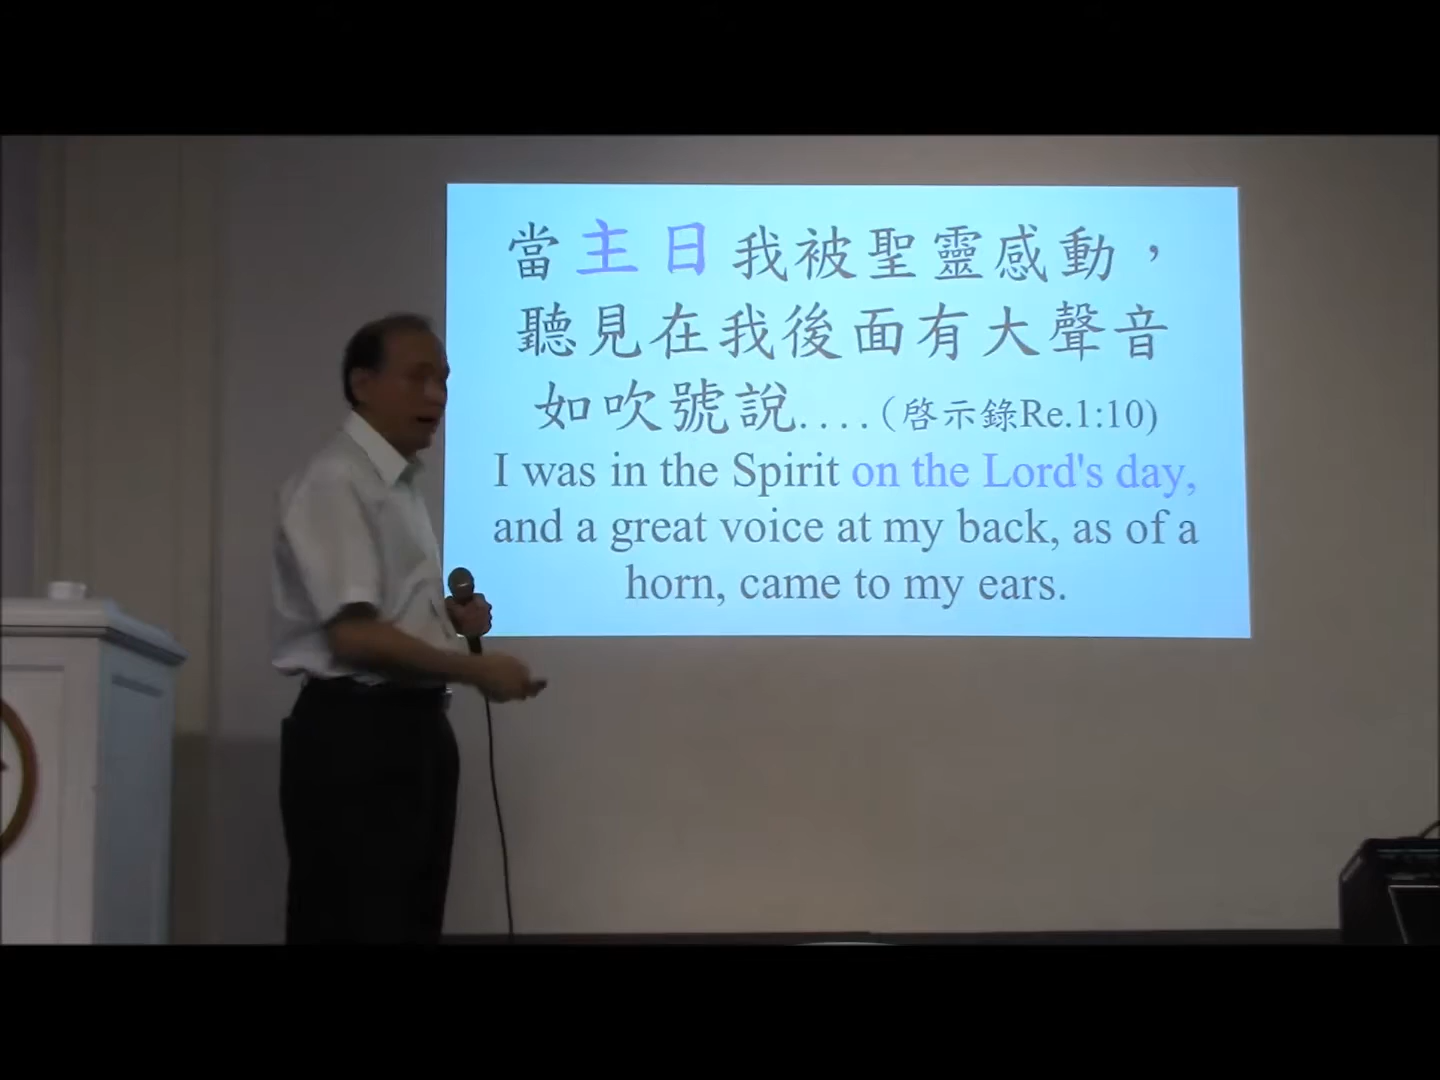 當主日我被聖靈感動，
聽見在我後面有大聲音
如吹號說....(啓示錄Re.1:10)
I was in the Spirit on the Lord's day,
and a great voice at my back, as of a
horn, came to my ears.